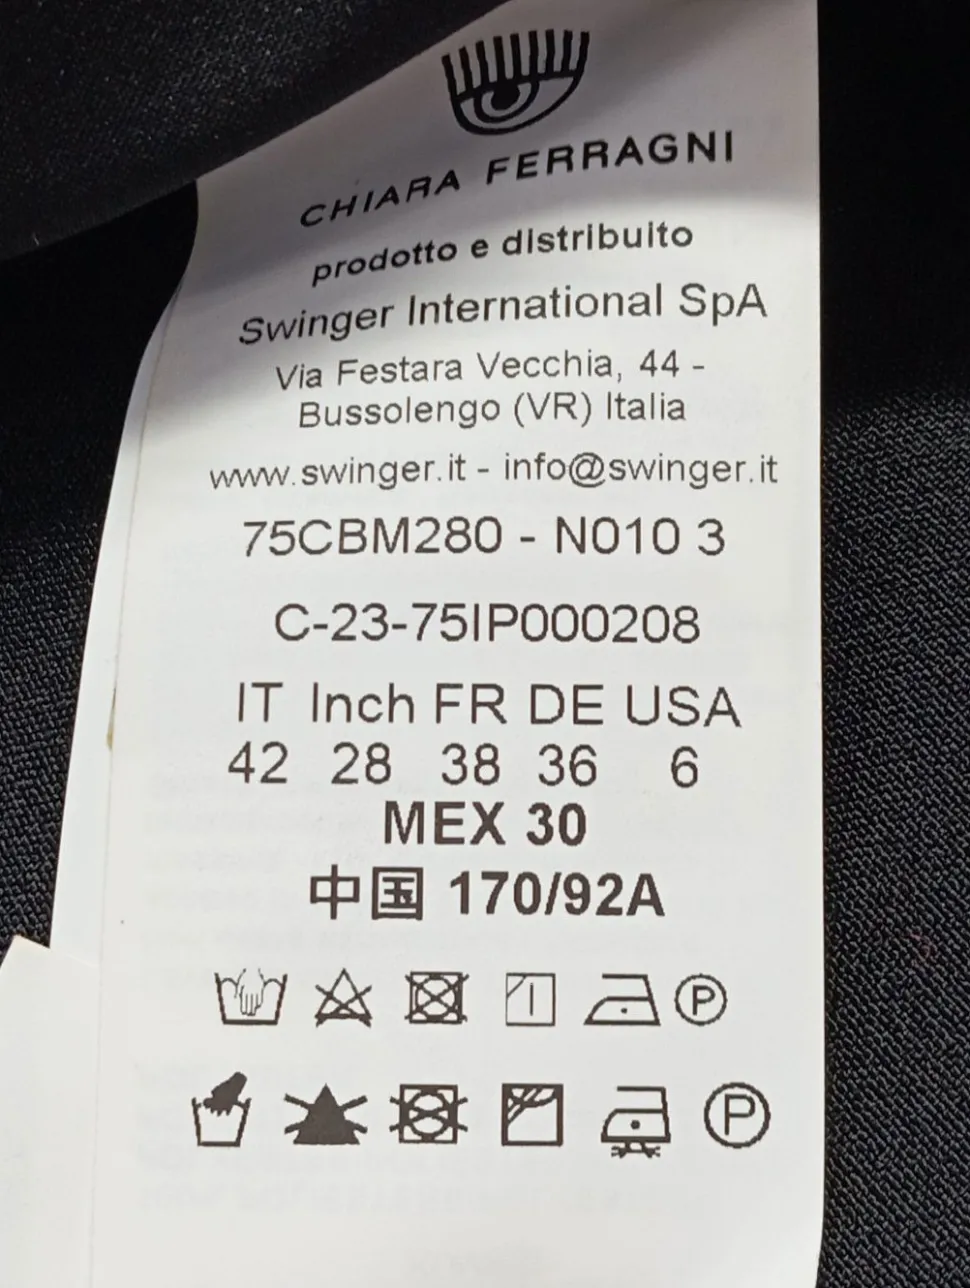 CHIARA FERRAGNI
prodotto e distribuito
Swinger International SpA
Via Festara Vecchia, 44 -
Bussolengo (VR) Italia
www.swinger.it - info@swinger.it
75CBM280 - N010 3
C-23-75IP000208
IT Inch FR DE USA
42 28 38 36 6
MEX 30
中国 170/92A
P
P